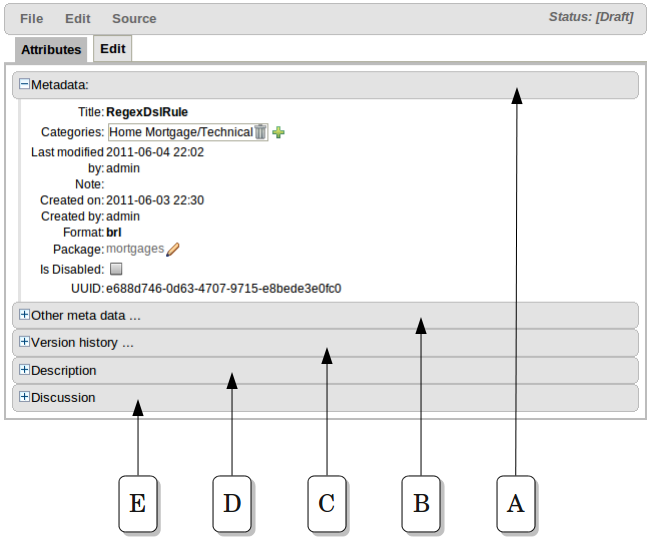 File Edit Source Status: [Draft]
Attributes Edit
Metadata:
Title: RegexDslRule
Categories: Home Mortgage/Technical
Last modified 2011-06-04 22:02
by: admin
Note:
Created on: 2011-06-03 22:30
Created by: admin
Format: brl
Package: mortgages
Is Disabled:
UUID: e688d746-0d63-4707-9715-e8bede3e0fc0
Other meta data ...
Version history ...
Description
Discussion
E D C B A